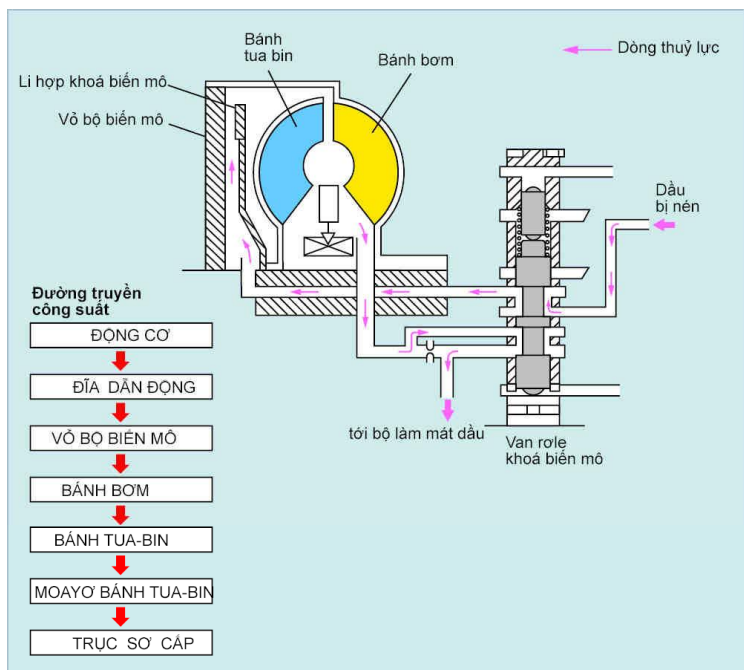 Bánh
tua bin
Bánh bơm
Dòng thuỷ lực
Li hợp khoá biến mô
Vỏ bộ biến mô
Dầu
bị nén
Đường truyền
công suất
ĐỘNG CƠ
ĐĨA DẪN ĐỘNG
VỎ BỘ BIẾN MÔ
BÁNH BƠM
BÁNH TUA-BIN
MOAYƠ BÁNH TUA-BIN
TRỤC SƠ CẤP
tới bộ làm mát dầu
Van rơle
khoá biến mô